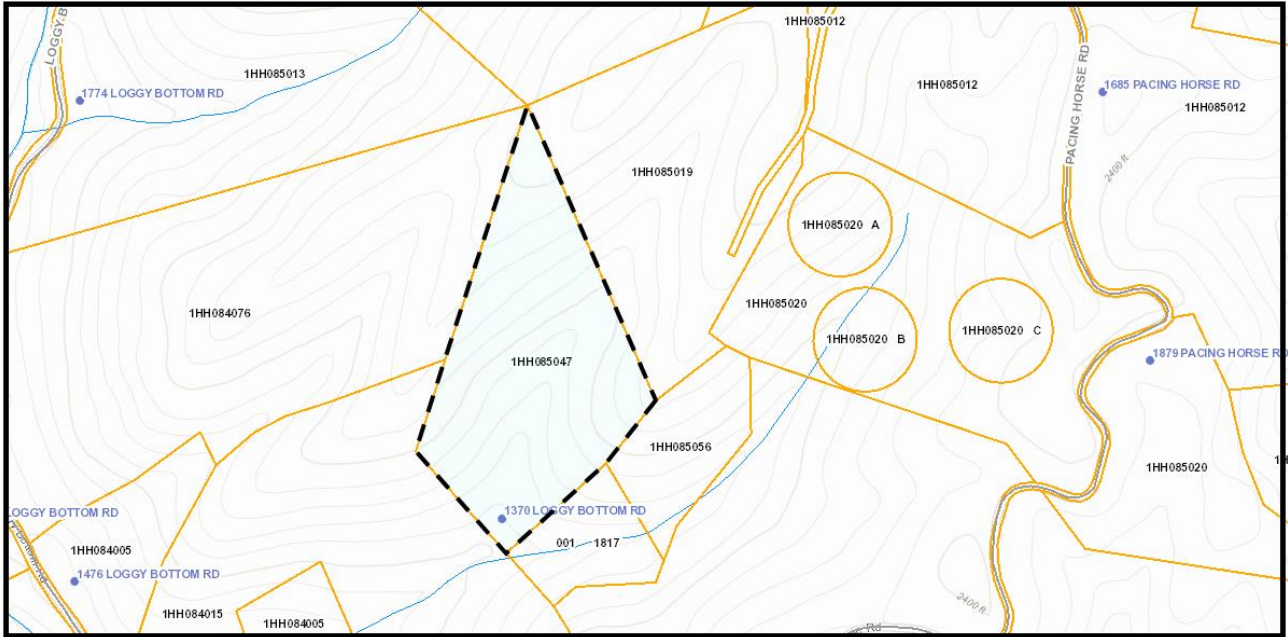 LOGGY B
1HH085012
1HH085013
1774 LOGGY BOTTOM RD
1HH085012
1685 PACING HORSE RD
1HH085012
PACING HORSE RD
2400 ft
1HH085019
1HH085020 A
1HH085020
1HH084076
1HH085020 B
1HH085020 C
1HH085047
1879 PACING HORSE RD
1HH085056
1HH085020
LOGGY BOTTOM RD
1370 LOGGY BOTTOM RD
001 1817
1HH084005
1476 LOGGY BOTTOM RD
2400 ft
1HH084015
1HH084005
Rd